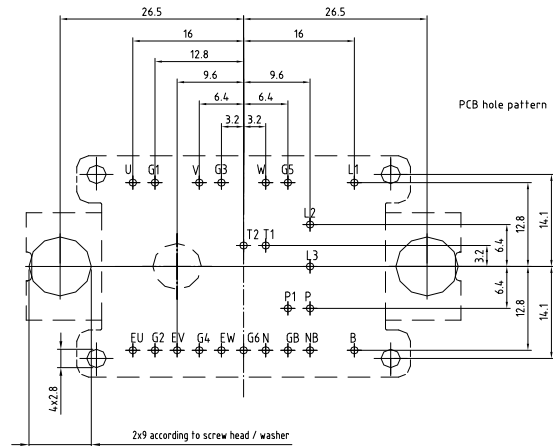 26.5 26.5
16 16
12.8
9.6 9.6
6.4 6.4
PCB hole pattern
3.2 3.2
U G1 V G3 W G5 L1
L2
T2 T1
L3
3.2 6.4 12.8 14.1
6.4 12.8 14.1
P1 P
EU G2 EV G4 EW G6 N GB NB B
4x2.8
2x9 according to screw head / washer